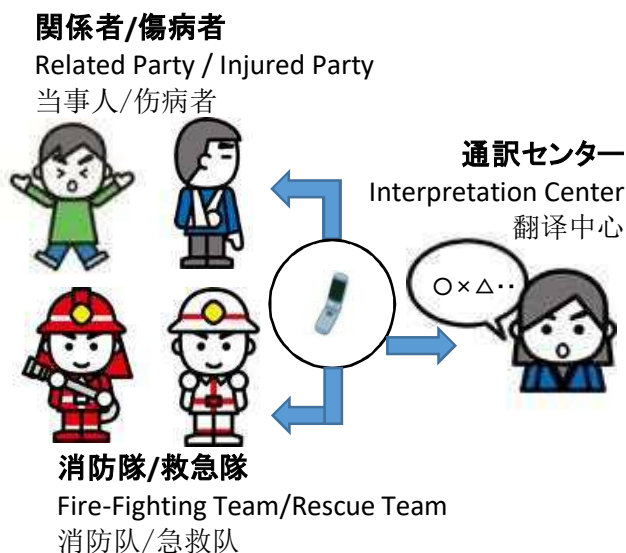 関係者/傷病者
Related Party / Injured Party
当事人/伤病者
通訳センター
Interpretation Center
翻译中心
○×△‥
消防隊/救急隊
Fire-Fighting Team/Rescue Team
消防队/急救队